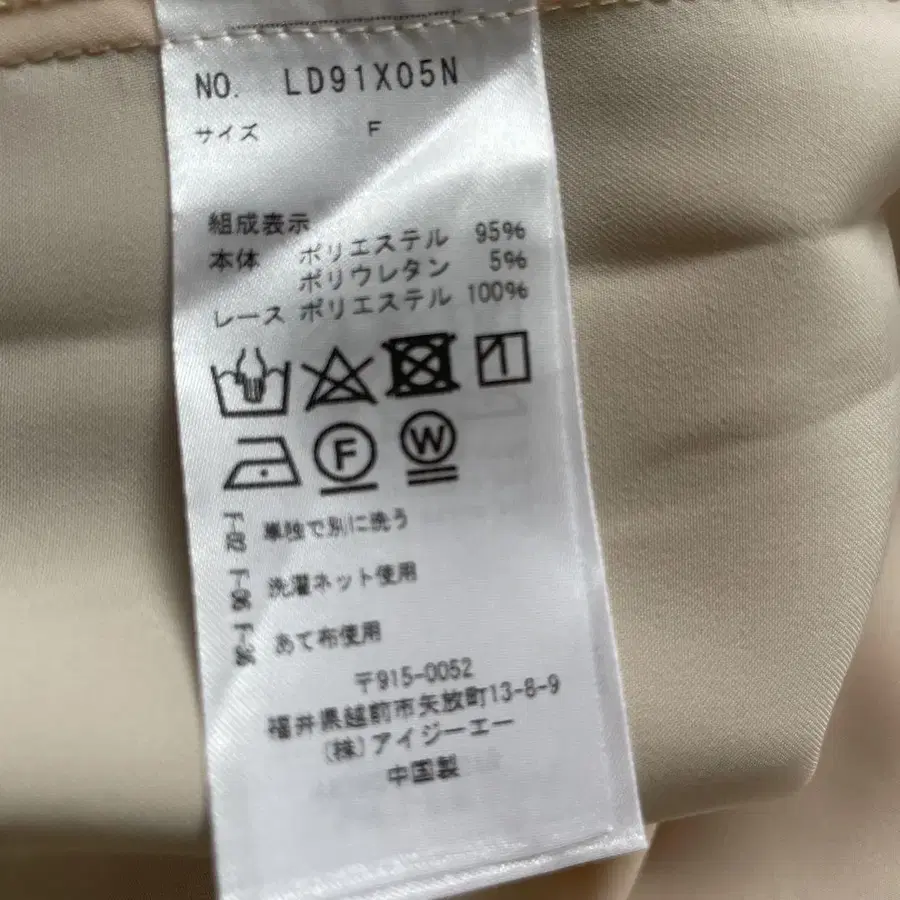 NO. LD91X05N
サイズ F
組成表示
本体 ポリエステル 95%
ポリウレタン 5%
レース ポリエステル 100%
F
W
F-02 単独で別に洗う
F-06 洗濯ネット使用
F-36 あて布使用
〒915-0052
福井県越前市矢放町13-8-9
(株)アイジーエー
中国製